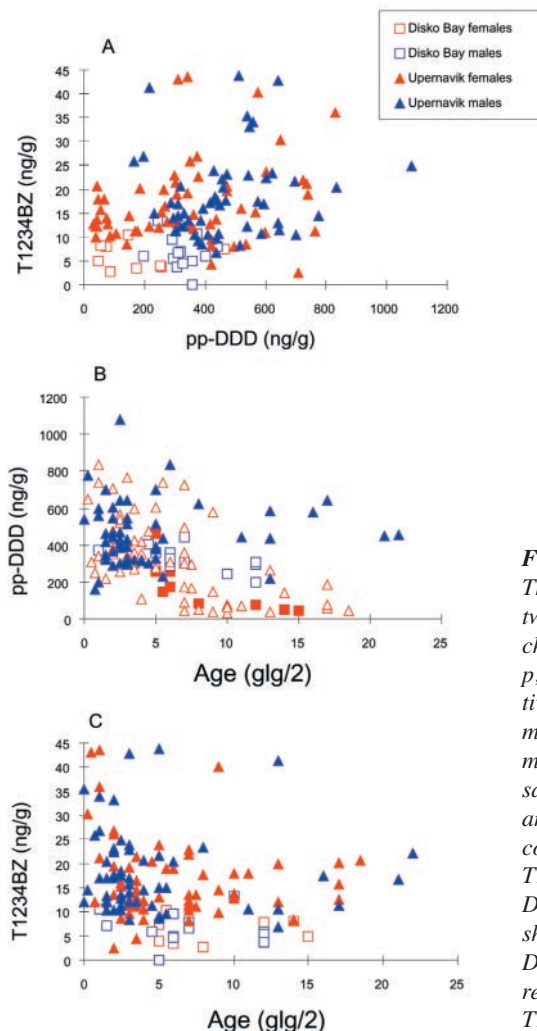 Disko Bay females
Disko Bay males
Upernavik females
Upernavik males
A
45
40
35
30
25
20
15
10
5
0
T1234BZ (ng/g)
0 200 400 600 800 1000 1200
pp-DDD (ng/g)
B
1200
1000
800
600
400
200
0
pp-DDD (ng/g)
0 5 10 15 20 25
Age (glg/2)
C
45
40
35
30
25
20
15
10
5
0
T1234BZ (ng/g)
0 5 10 15 20 25
Age (glg/2)